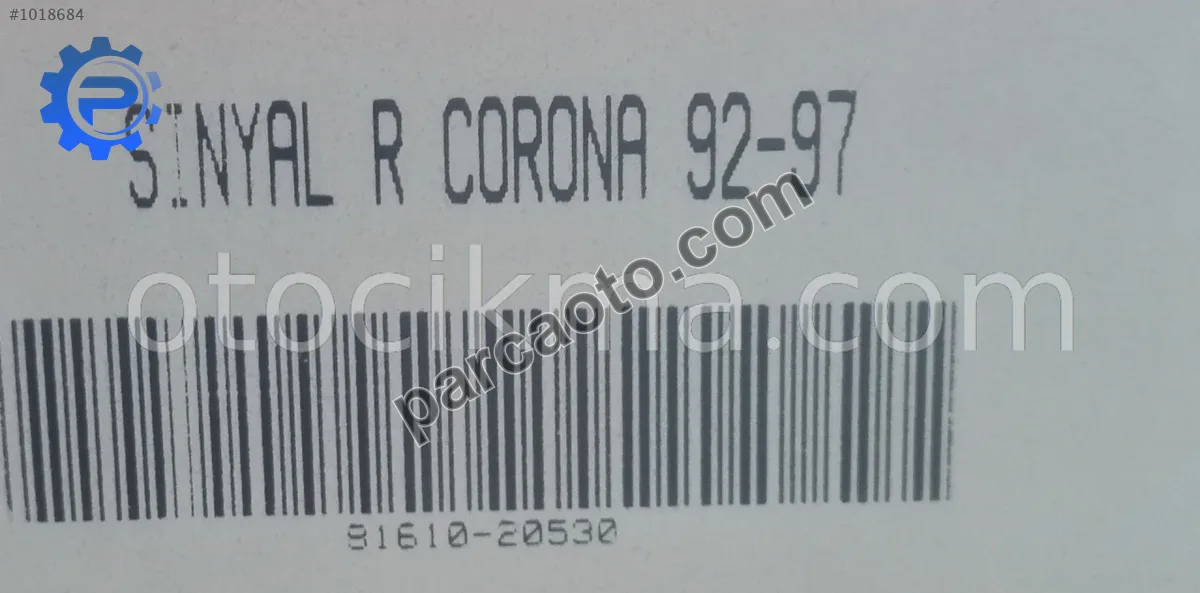 #1018684
SINYAL R CORONA 92-97
otocikma.com
parcaoto.com
81610-20530